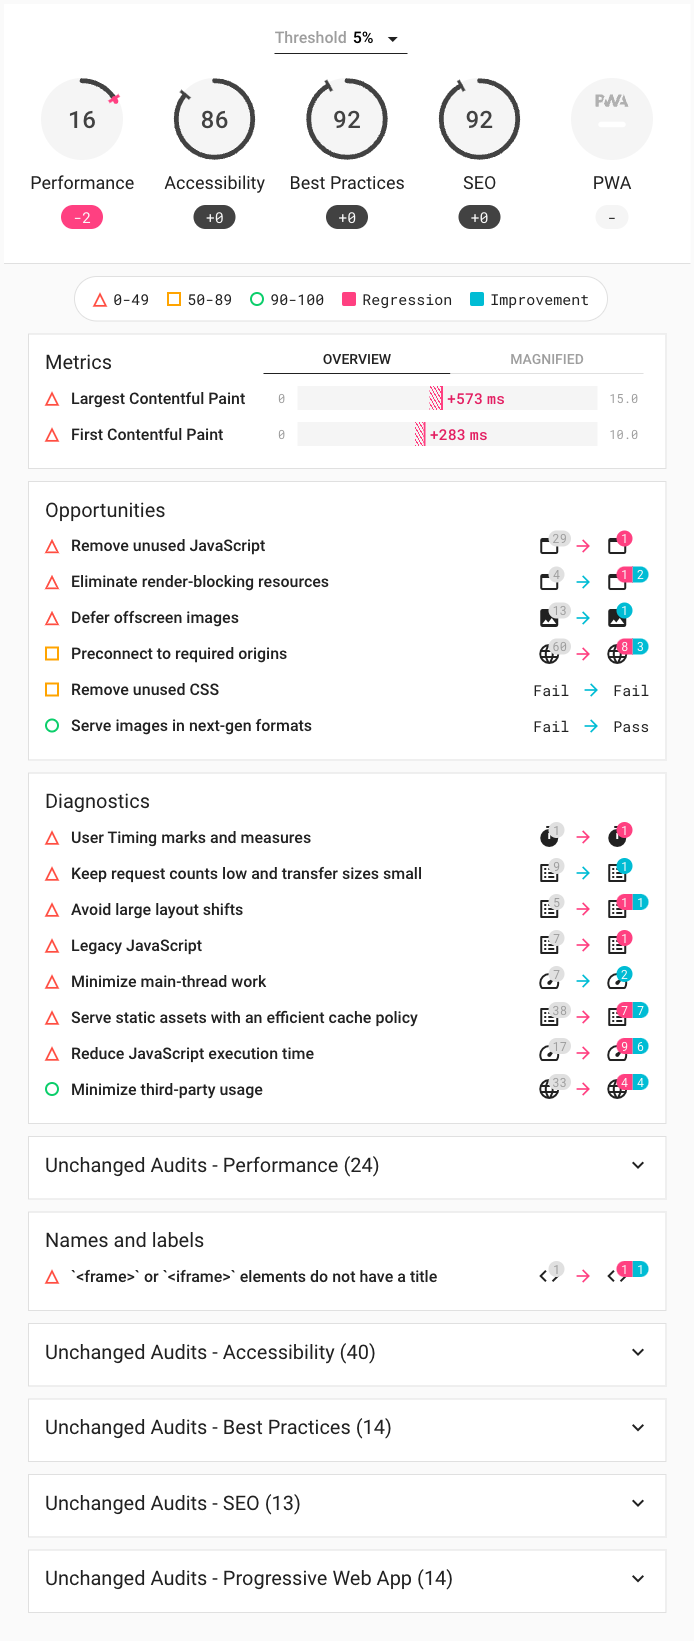 Threshold 5%
16 86 92 92 PWA
Performance Accessibility Best Practices SEO PWA
-2 +0 +0 +0 -
0-49 50-89 90-100 Regression Improvement
Metrics OVERVIEW MAGNIFIED
Largest Contentful Paint 0 +573 ms 15.0
First Contentful Paint 0 +283 ms 10.0
Opportunities
Remove unused JavaScript 29 1
Eliminate render-blocking resources 4 1 2
Defer offscreen images 13 1
Preconnect to required origins 60 8 3
Remove unused CSS Fail Fail
Serve images in next-gen formats Fail Pass
Diagnostics
User Timing marks and measures 1 1
Keep request counts low and transfer sizes small 9 1
Avoid large layout shifts 5 1 1
Legacy JavaScript 7 1
Minimize main-thread work 7 2
Serve static assets with an efficient cache policy 38 7 7
Reduce JavaScript execution time 17 9 6
Minimize third-party usage 33 4 4
Unchanged Audits - Performance (24)
Names and labels
`<frame>` or `<iframe>` elements do not have a title 1 1 1
Unchanged Audits - Accessibility (40)
Unchanged Audits - Best Practices (14)
Unchanged Audits - SEO (13)
Unchanged Audits - Progressive Web App (14)